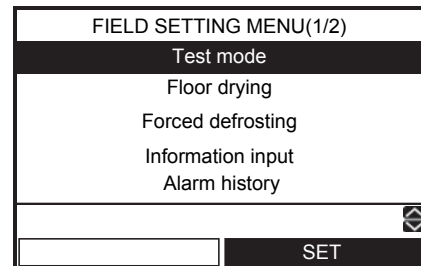 FIELD SETTING MENU(1/2)
Test mode
Floor drying
Forced defrosting
Information input
Alarm history
SET